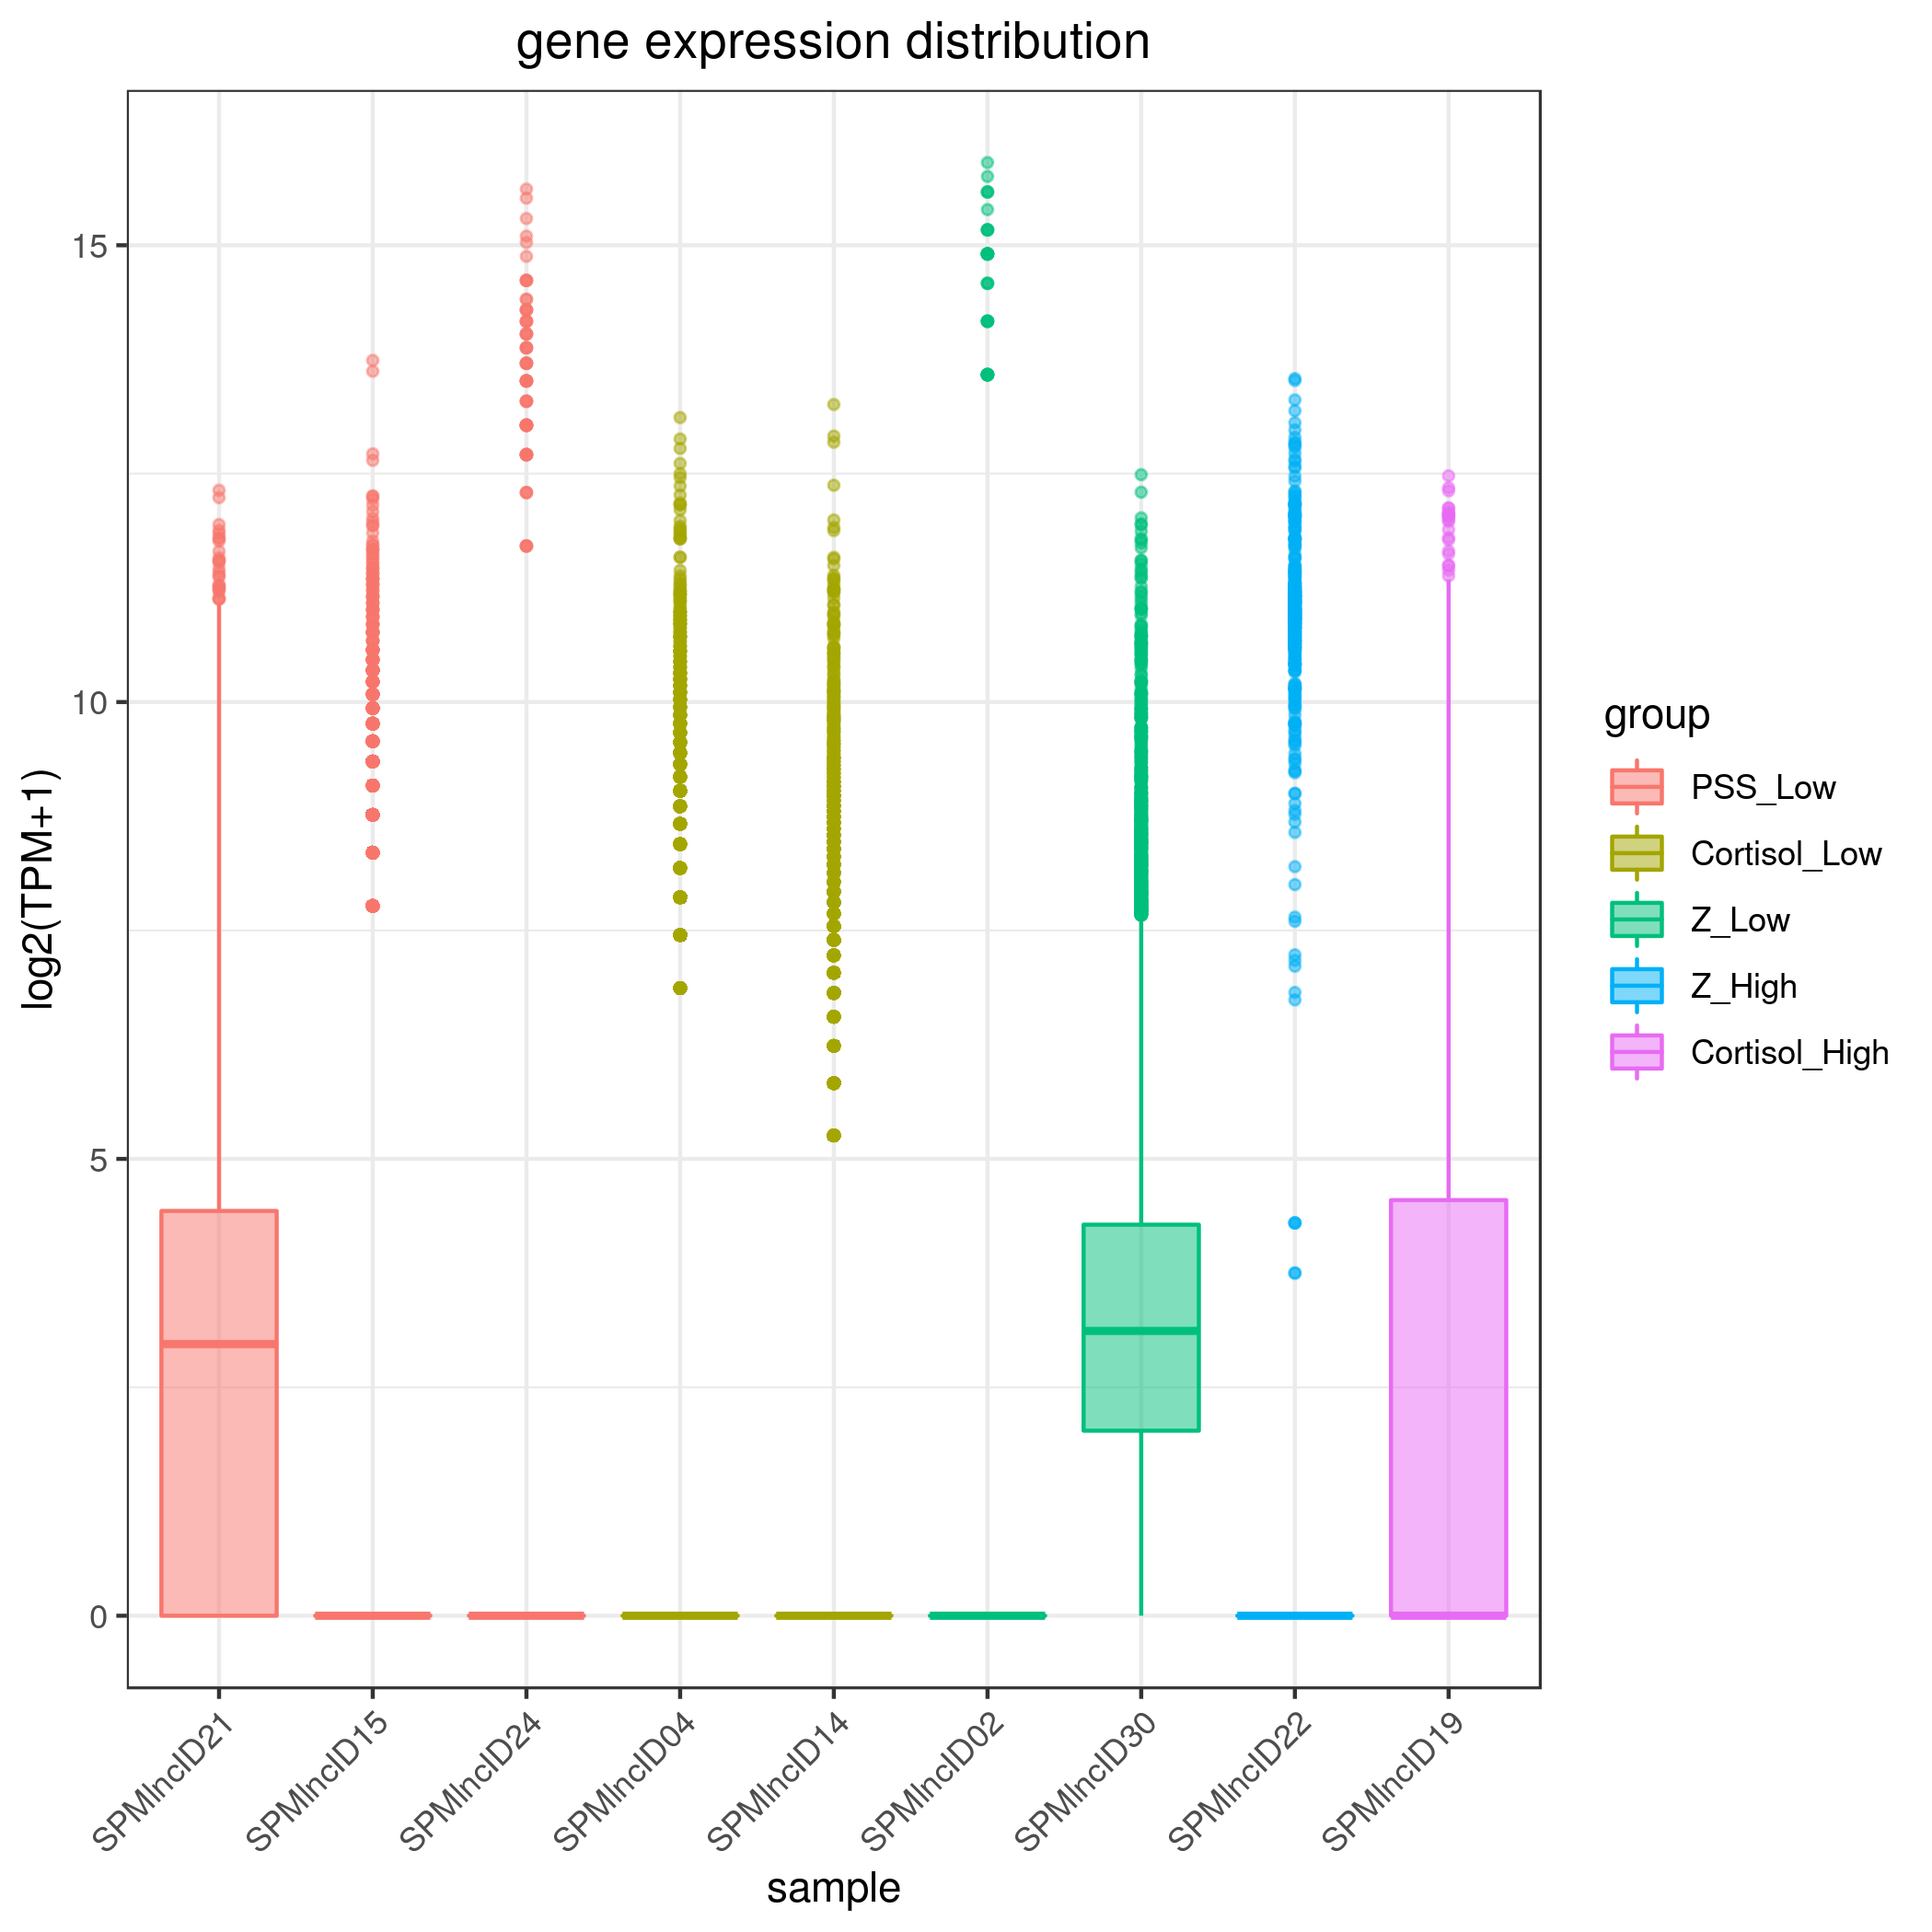 gene expression distribution
log2(TPM+1)
15
10
5
0
SPMlncID21
SPMlncID15
SPMlncID24
SPMlncID04
SPMlncID14
SPMlncID02
SPMlncID30
SPMlncID22
SPMlncID19
sample
group
PSS_Low
Cortisol_Low
Z_Low
Z_High
Cortisol_High